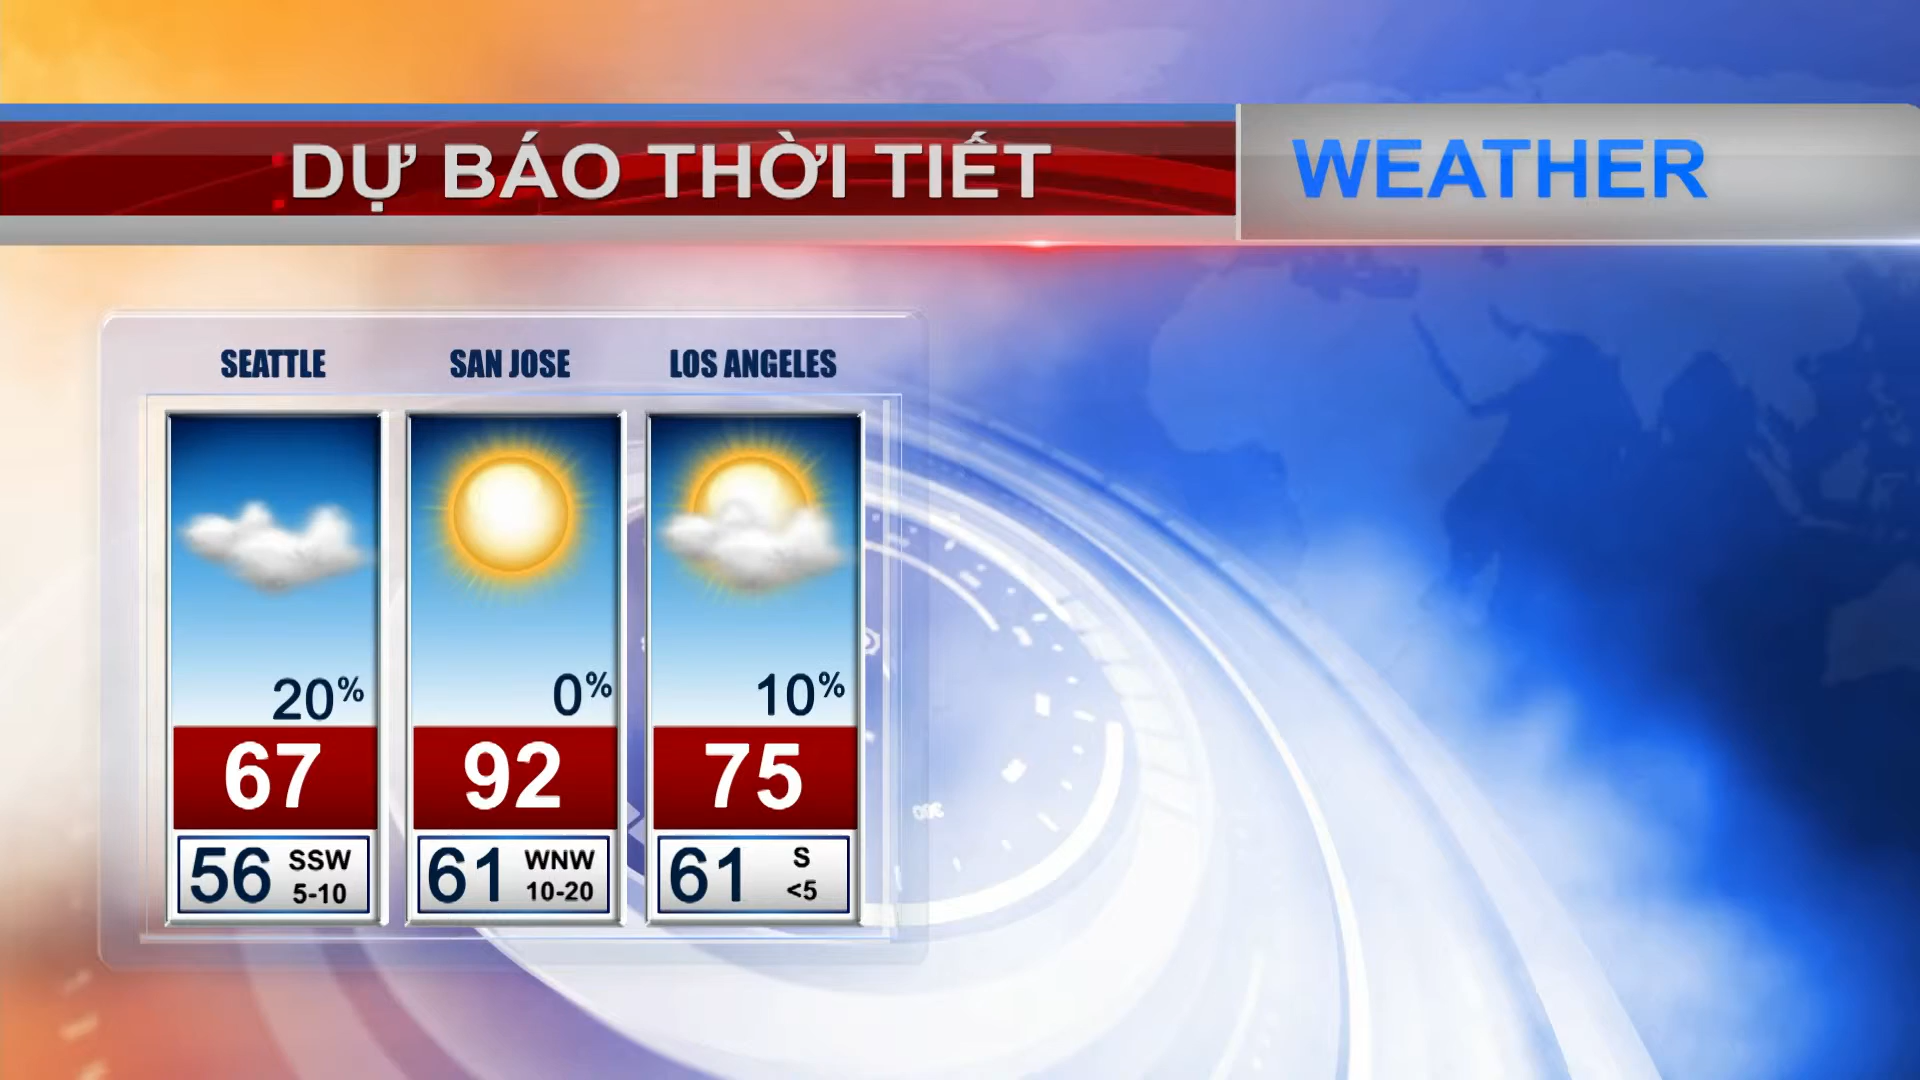 DỰ BÁO THỜI TIẾT
WEATHER
SEATTLE
SAN JOSE
LOS ANGELES
20%
0%
10%
67
92
75
56
SSW
5-10
61
WNW
10-20
61
S
<5